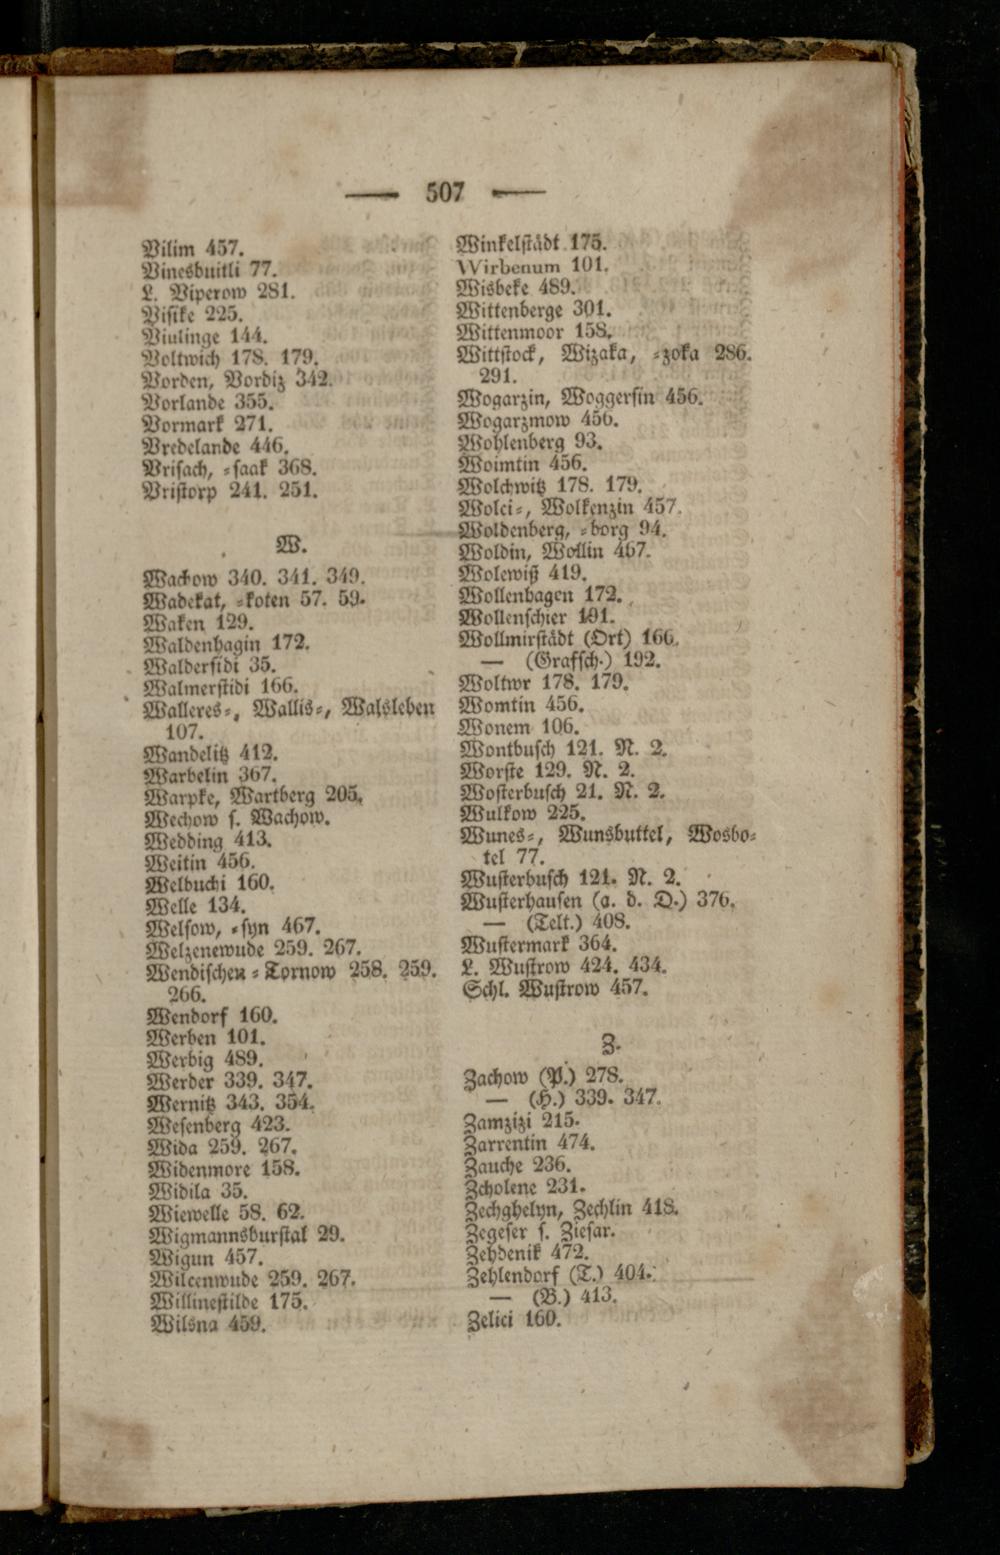 — 507 —
Vilim 457.
Vinesbuitli 77.
L. Viperow 281.
Visike 225.
Viulinge 144.
Voltwich 178. 179.
Vorden, Vordiz 342.
Vorlande 355.
Vormark 271.
Vredelande 446.
Vrisach, ⸗saak 368.
Vristorp 241. 251.
W.
Wachow 340. 341. 349.
Wadekat, ⸗koten 57. 59.
Waken 129.
Waldenhagin 172.
Waldersidi 35.
Walmerstidi 166.
Walleres⸗, Wallis⸗, Walsleben
107.
Wandelitz 412.
Warbelin 367.
Warpke, Wartberg 205.
Wechow s. Wachow.
Wedding 413.
Weitin 456.
Welbuchi 160.
Welle 134.
Welsow, ⸗syn 467.
Welzenewude 259. 267.
Wendischen ⸗ Tornow 258. 259.
266.
Wendorf 160.
Werben 101.
Werbig 489.
Werder 339. 347.
Wernitz 343. 354.
Wesenberg 423.
Wida 259. 267.
Widenmore 158.
Widila 35.
Wiewelle 58. 62.
Wigmannsburstal 29.
Wigun 457.
Wilcenwude 259. 267.
Willinestilde 175.
Wilsna 459.
Winkelstädt 175.
Wirbenum 101.
Wisbeke 489.
Wittenberge 301.
Wittenmoor 158.
Wittstock, Wizaka, ⸗zoka 286.
291.
Wogarzin, Woggersin 456.
Wogarzmow 456.
Wohlenberg 93.
Woimtin 456.
Wolchwitz 178. 179.
Wolci⸗, Wolkenzin 457.
Woldenberg, ⸗borg 94.
Woldin, Wollin 467.
Wolewiß 419.
Wollenhagen 172.
Wollenschier 191.
Wollmirstädt (Ort) 166.
— (Grafsch.) 192.
Woltwr 178. 179.
Womtin 456.
Wonem 106.
Wontbusch 121. N. 2.
Worste 129. N. 2.
Wosterbusch 21. N. 2.
Wulkow 225.
Wunes⸗, Wunsbuttel, Wosbo⸗
tel 77.
Wusterbusch 121. N. 2.
Wusterhausen (a. d. D.) 376.
— (Telt.) 408.
Wustermark 364.
L. Wustrow 424. 434.
Schl. Wustrow 457.
Z.
Zachow (P.) 278.
— (H.) 339. 347.
Zamzizi 215.
Zarrentin 474.
Zauche 236.
Zcholene 231.
Zechghelyn, Zechlin 418.
Zegeser s. Ziesar.
Zehdenik 472.
Zehlendorf (T.) 404.
— (B.) 413.
Zelici 160.